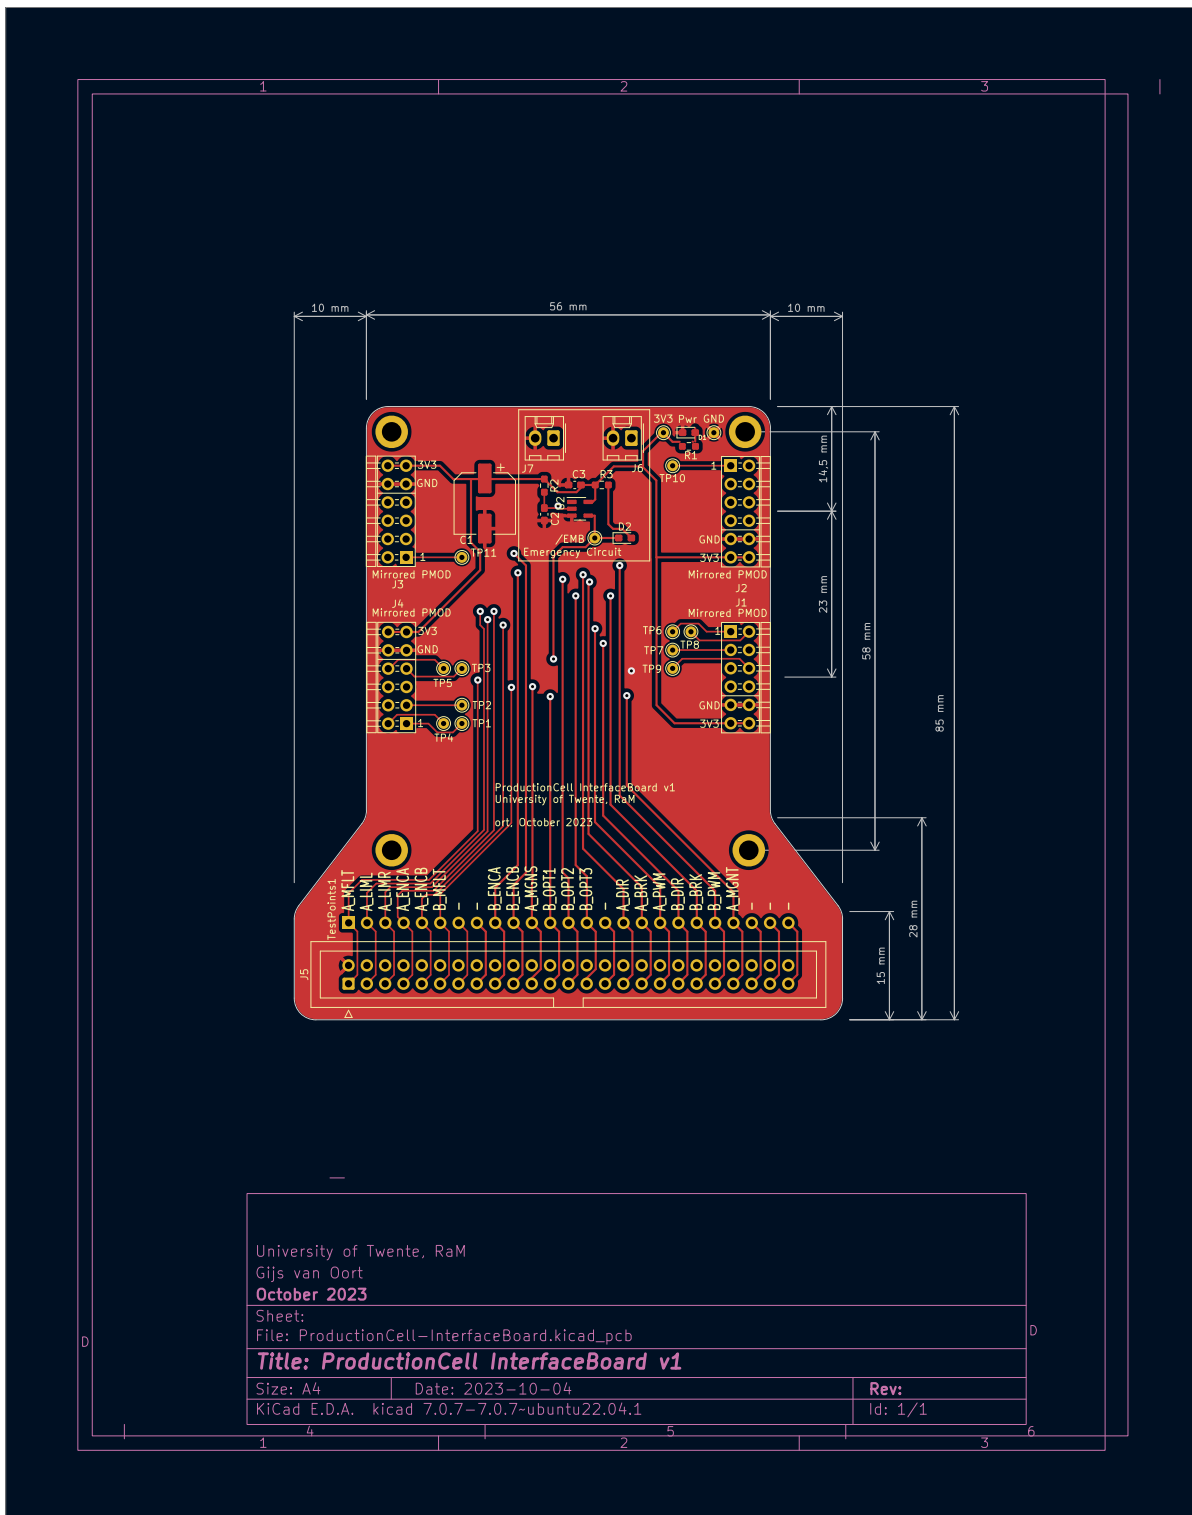 1 2 3
10 mm 56 mm 10 mm
3V3 Pwr GND
D1
J7 J6 R1
3V3 + C3 R3 1
GND R2 TP10
14,5 mm
C2
D2
C1 /EMB GND
1 TP11 Emergency Circuit 3V3
Mirrored PMOD Mirrored PMOD
J3 J2
J4 J1
Mirrored PMOD Mirrored PMOD
23 mm
3V3 TP6 1
GND TP7 TP8
58 mm
TP3 TP9
TP5
TP2 GND
1 TP1 3V3
TP4
85 mm
ProductionCell InterfaceBoard v1
University of Twente, RaM
ort, October 2023
TestPoints1
A_MFLT
A_LIML
A_LIMR
A_ENCA
A_ENCB
B_MFLT
-
-
B_ENCA
B_ENCB
A_MGNS
B_OPT1
B_OPT2
B_OPT3
-
A_DIR
A_BRK
A_PWM
B_DIR
B_BRK
B_PWM
A_MGNT
-
-
-
28 mm
15 mm
J5
University of Twente, RaM
Gijs van Oort
October 2023
Sheet:
File: ProductionCell-InterfaceBoard.kicad_pcb
D D
Title: ProductionCell InterfaceBoard v1
Size: A4 Date: 2023-10-04 Rev:
KiCad E.D.A. kicad 7.0.7-7.0.7~ubuntu22.04.1 Id: 1/1
4 5 6
1 2 3